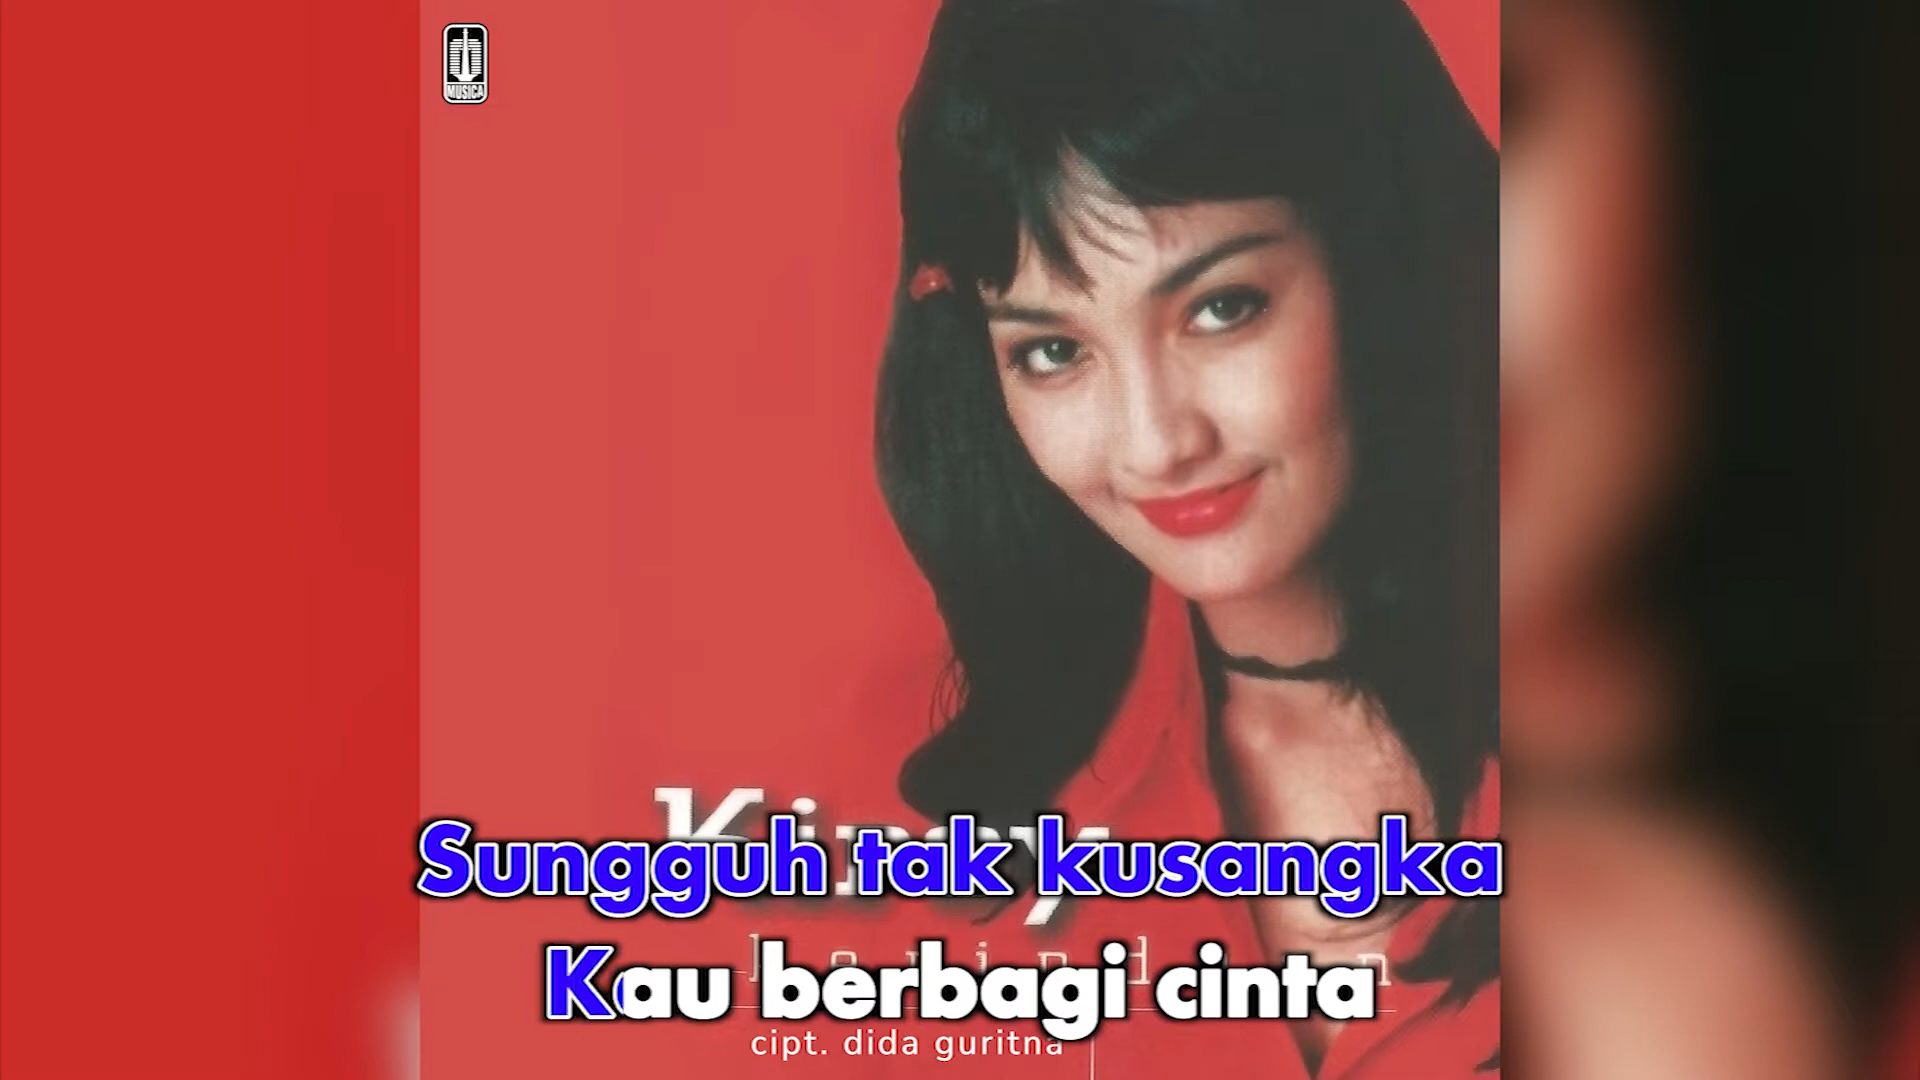 MUSICA
Sungguh tak kusangka
Kau berbagi cinta
cipt. dida guritna